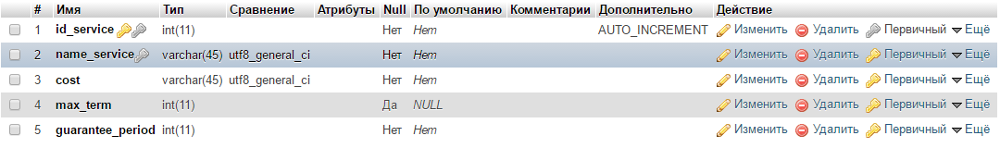 # Имя Тип Сравнение Атрибуты Null По умолчанию Комментарии Дополнительно Действие
1 id_service int(11) Нет Нет AUTO_INCREMENT Изменить Удалить Первичный Ещё
2 name_service varchar(45) utf8_general_ci Нет Нет Изменить Удалить Первичный Ещё
3 cost varchar(45) utf8_general_ci Нет Нет Изменить Удалить Первичный Ещё
4 max_term int(11) Да NULL Изменить Удалить Первичный Ещё
5 guarantee_period int(11) Нет Нет Изменить Удалить Первичный Ещё